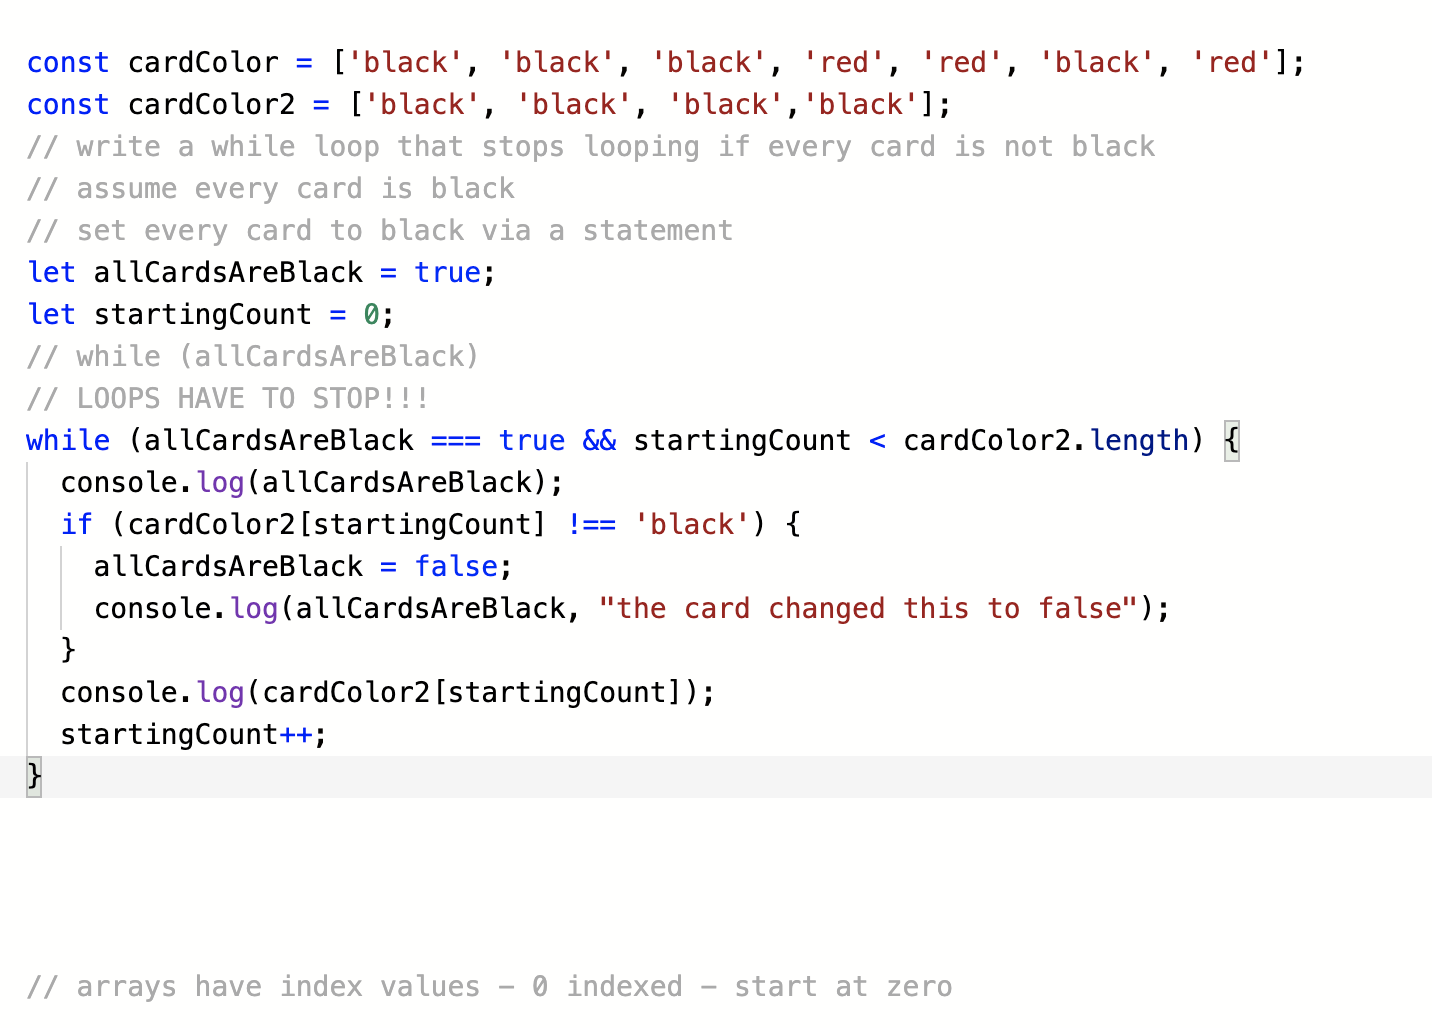 const cardColor = ['black', 'black', 'black', 'red', 'red', 'black', 'red'];
const cardColor2 = ['black', 'black', 'black','black'];
// write a while loop that stops looping if every card is not black
// assume every card is black
// set every card to black via a statement
let allCardsAreBlack = true;
let startingCount = 0;
// while (allCardsAreBlack)
// LOOPS HAVE TO STOP!!!
while (allCardsAreBlack === true && startingCount < cardColor2.length) {
  console.log(allCardsAreBlack);
  if (cardColor2[startingCount] !== 'black') {
    allCardsAreBlack = false;
    console.log(allCardsAreBlack, "the card changed this to false");
  }
  console.log(cardColor2[startingCount]);
  startingCount++;
}
// arrays have index values – 0 indexed – start at zero